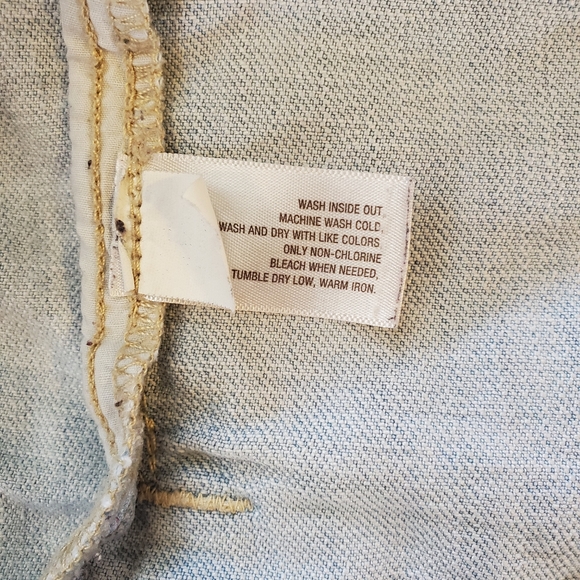 WASH INSIDE OUT
MACHINE WASH COLD,
WASH AND DRY WITH LIKE COLORS
ONLY NON-CHLORINE
BLEACH WHEN NEEDED,
TUMBLE DRY LOW, WARM IRON.